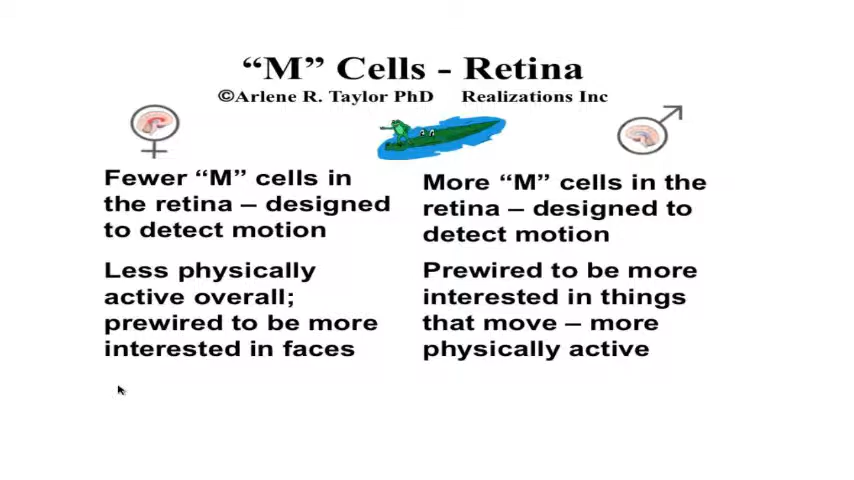 “M” Cells - Retina
©Arlene R. Taylor PhD Realizations Inc
Fewer “M” cells in
the retina – designed
to detect motion
Less physically
active overall;
prewired to be more
interested in faces
More “M” cells in the
retina – designed to
detect motion
Prewired to be more
interested in things
that move – more
physically active